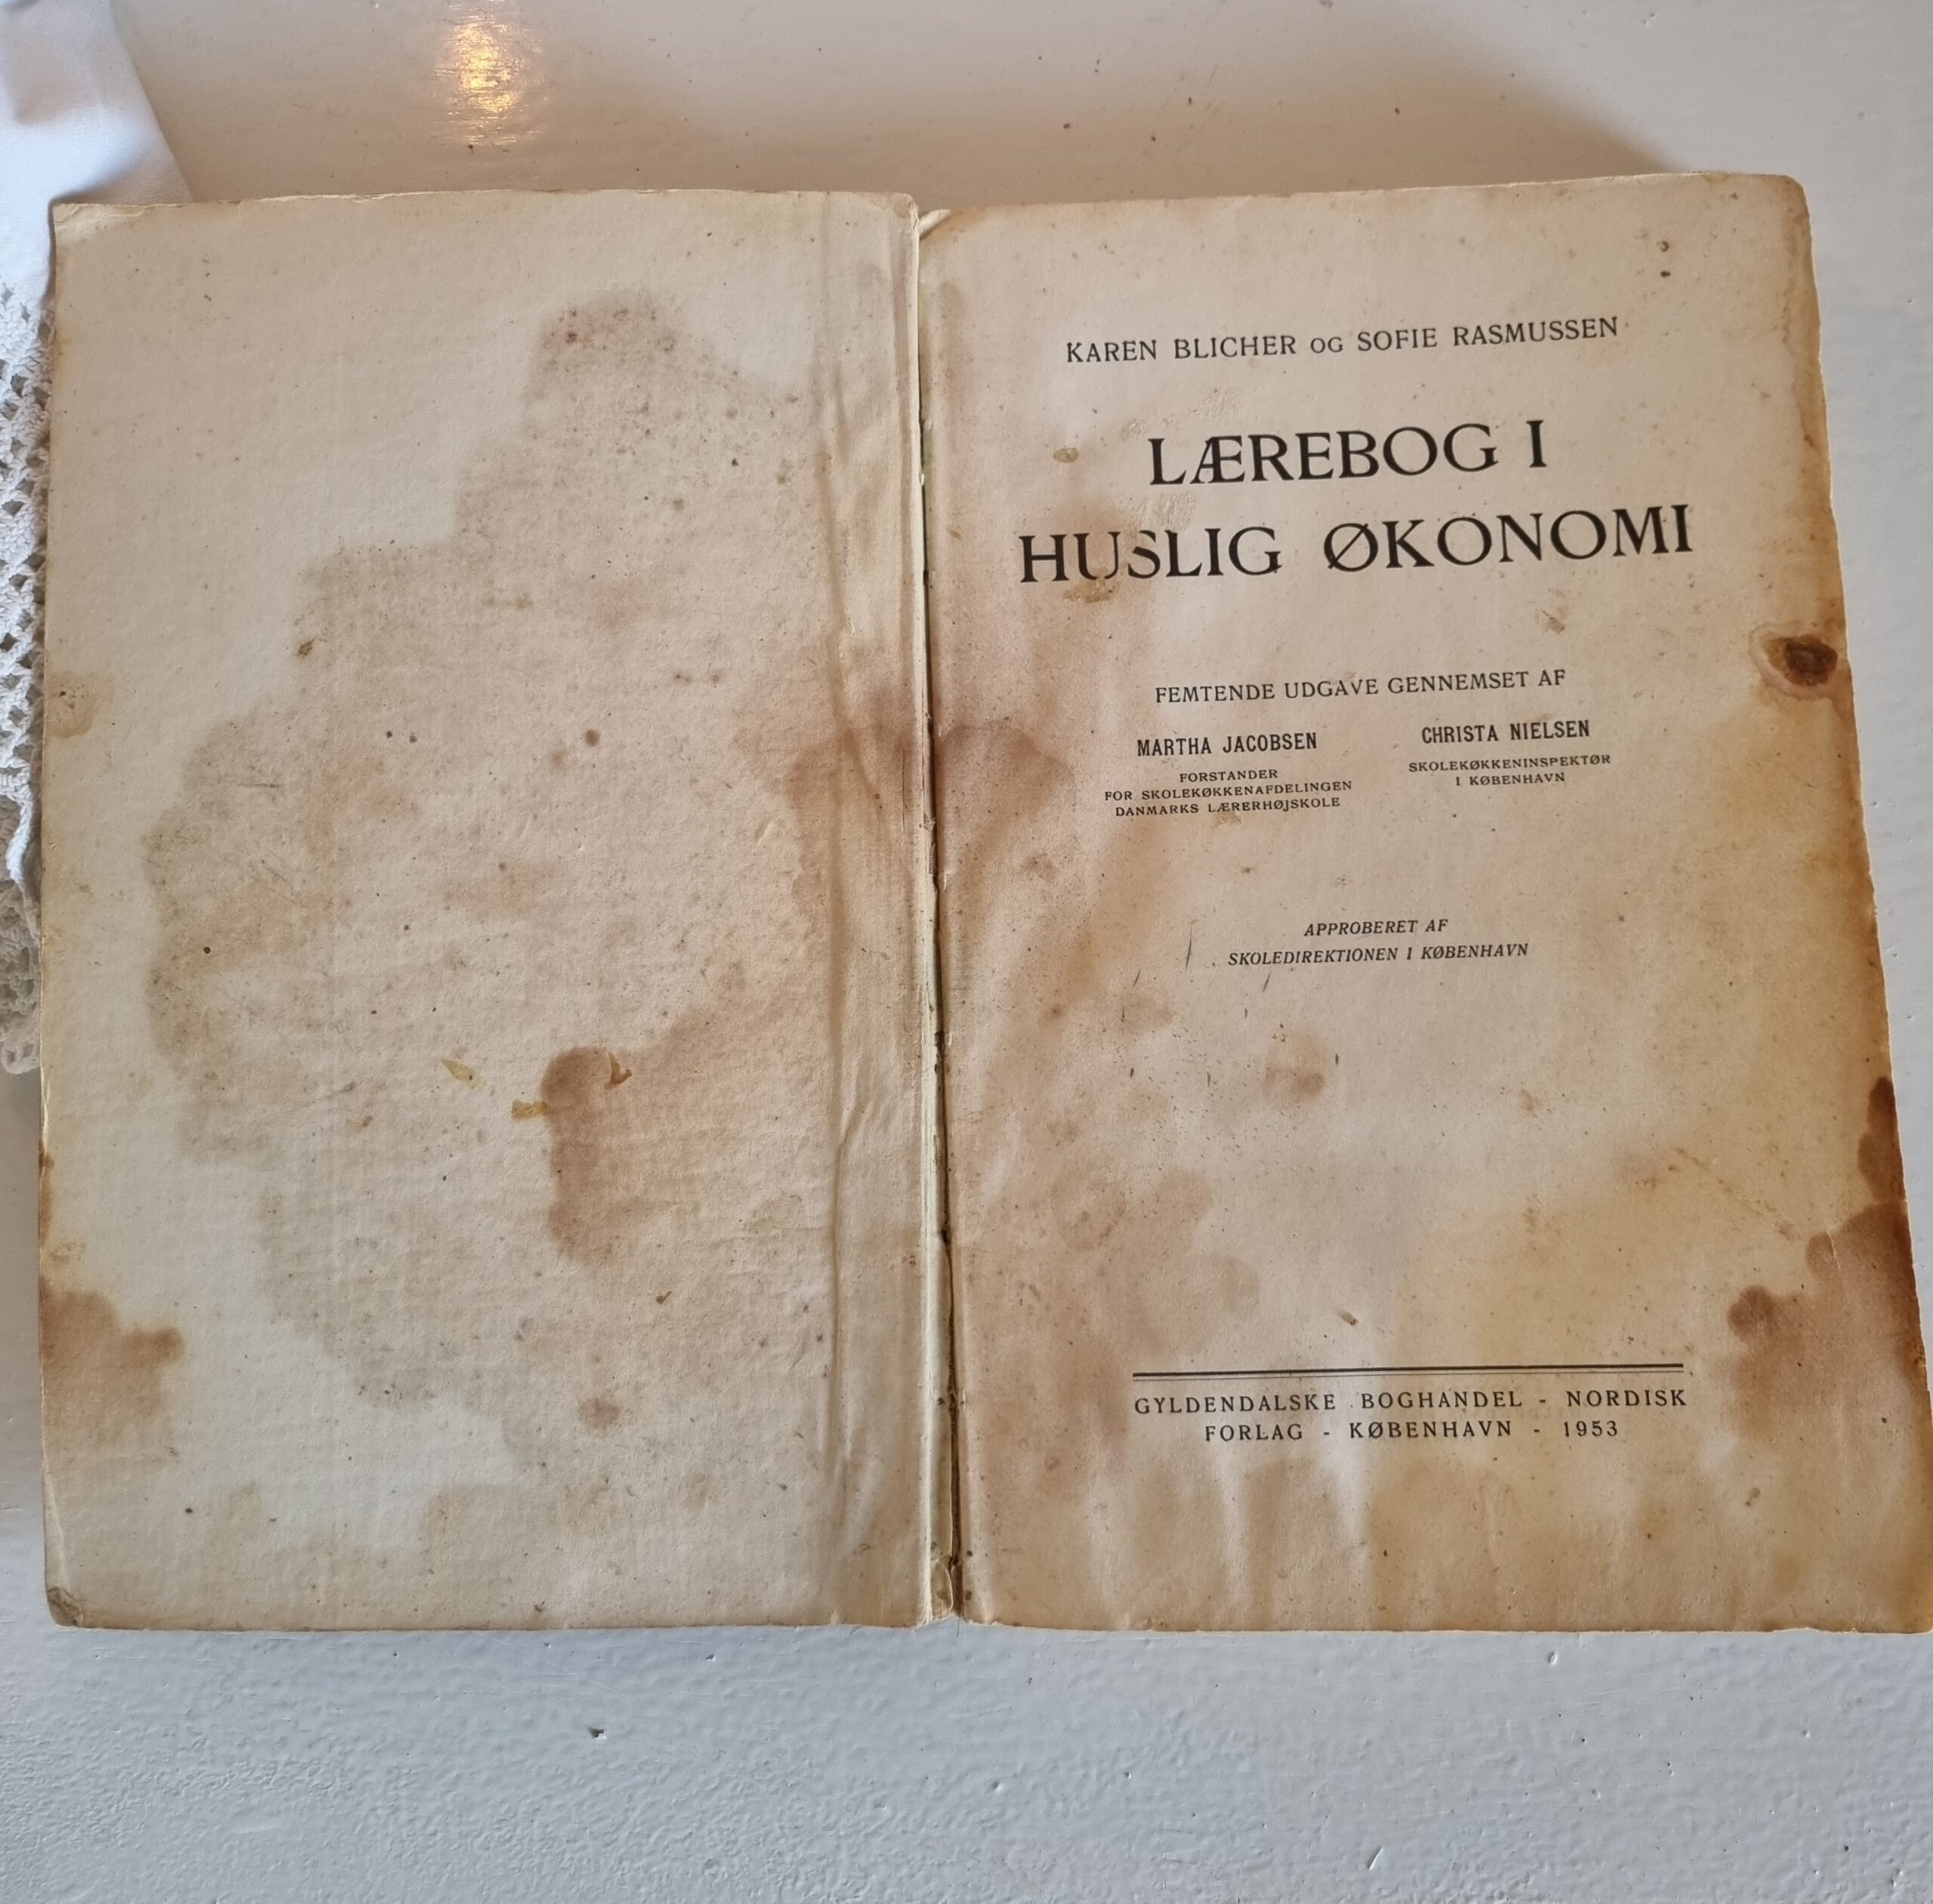 KAREN BLICHER OG SOFIE RASMUSSEN
LÆREBOG I
HUSLIG ØKONOMI
FEMTENDE UDGAVE GENNEMSET AF
MARTHA JACOBSEN
FORSTANDER
FOR SKOLEKØKKENAFDELINGEN
DANMARKS LÆRERHØJSKOLE
CHRISTA NIELSEN
SKOLEKØKKENINSPEKTØR
I KØBENHAVN
APPROBERET AF
SKOLEDIREKTIONEN I KØBENHAVN
GYLDENDALSKE BOGHANDEL - NORDISK
FORLAG - KØBENHAVN - 1953